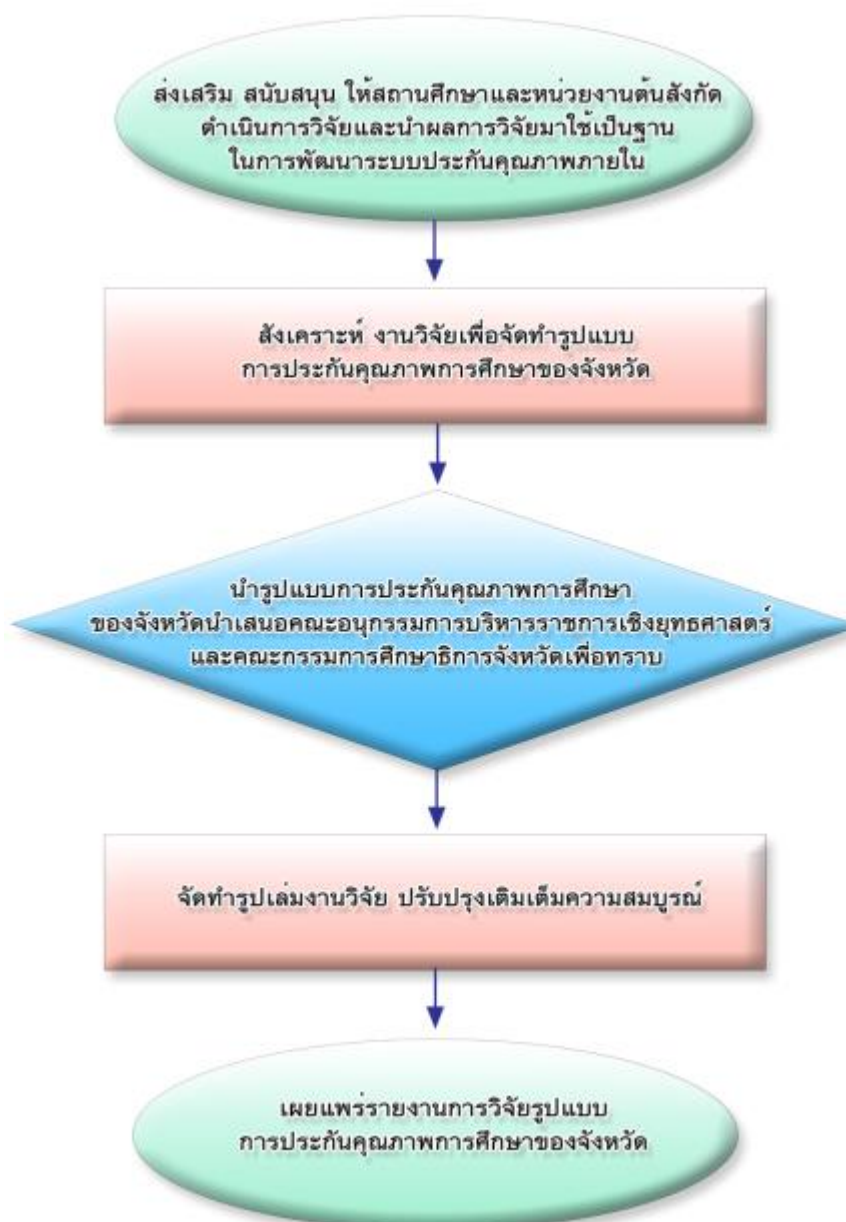 ส่งเสริม สนับสนุน ให้สถานศึกษาและหน่วยงานต้นสังกัด
ดำเนินการวิจัยและนำผลการวิจัยมาใช้เป็นฐาน
ในการพัฒนาระบบประกันคุณภาพภายใน
สังเคราะห์ งานวิจัยเพื่อจัดทำรูปแบบ
การประกันคุณภาพการศึกษาของจังหวัด
นำรูปแบบการประกันคุณภาพการศึกษา
ของจังหวัดนำเสนอคณะอนุกรรมการบริหารราชการเชิงยุทธศาสตร์
และคณะกรรมการศึกษาธิการจังหวัดเพื่อทราบ
จัดทำรูปเล่มงานวิจัย ปรับปรุงเติมเต็มความสมบูรณ์
เผยแพร่รายงานการวิจัยรูปแบบ
การประกันคุณภาพการศึกษาของจังหวัด